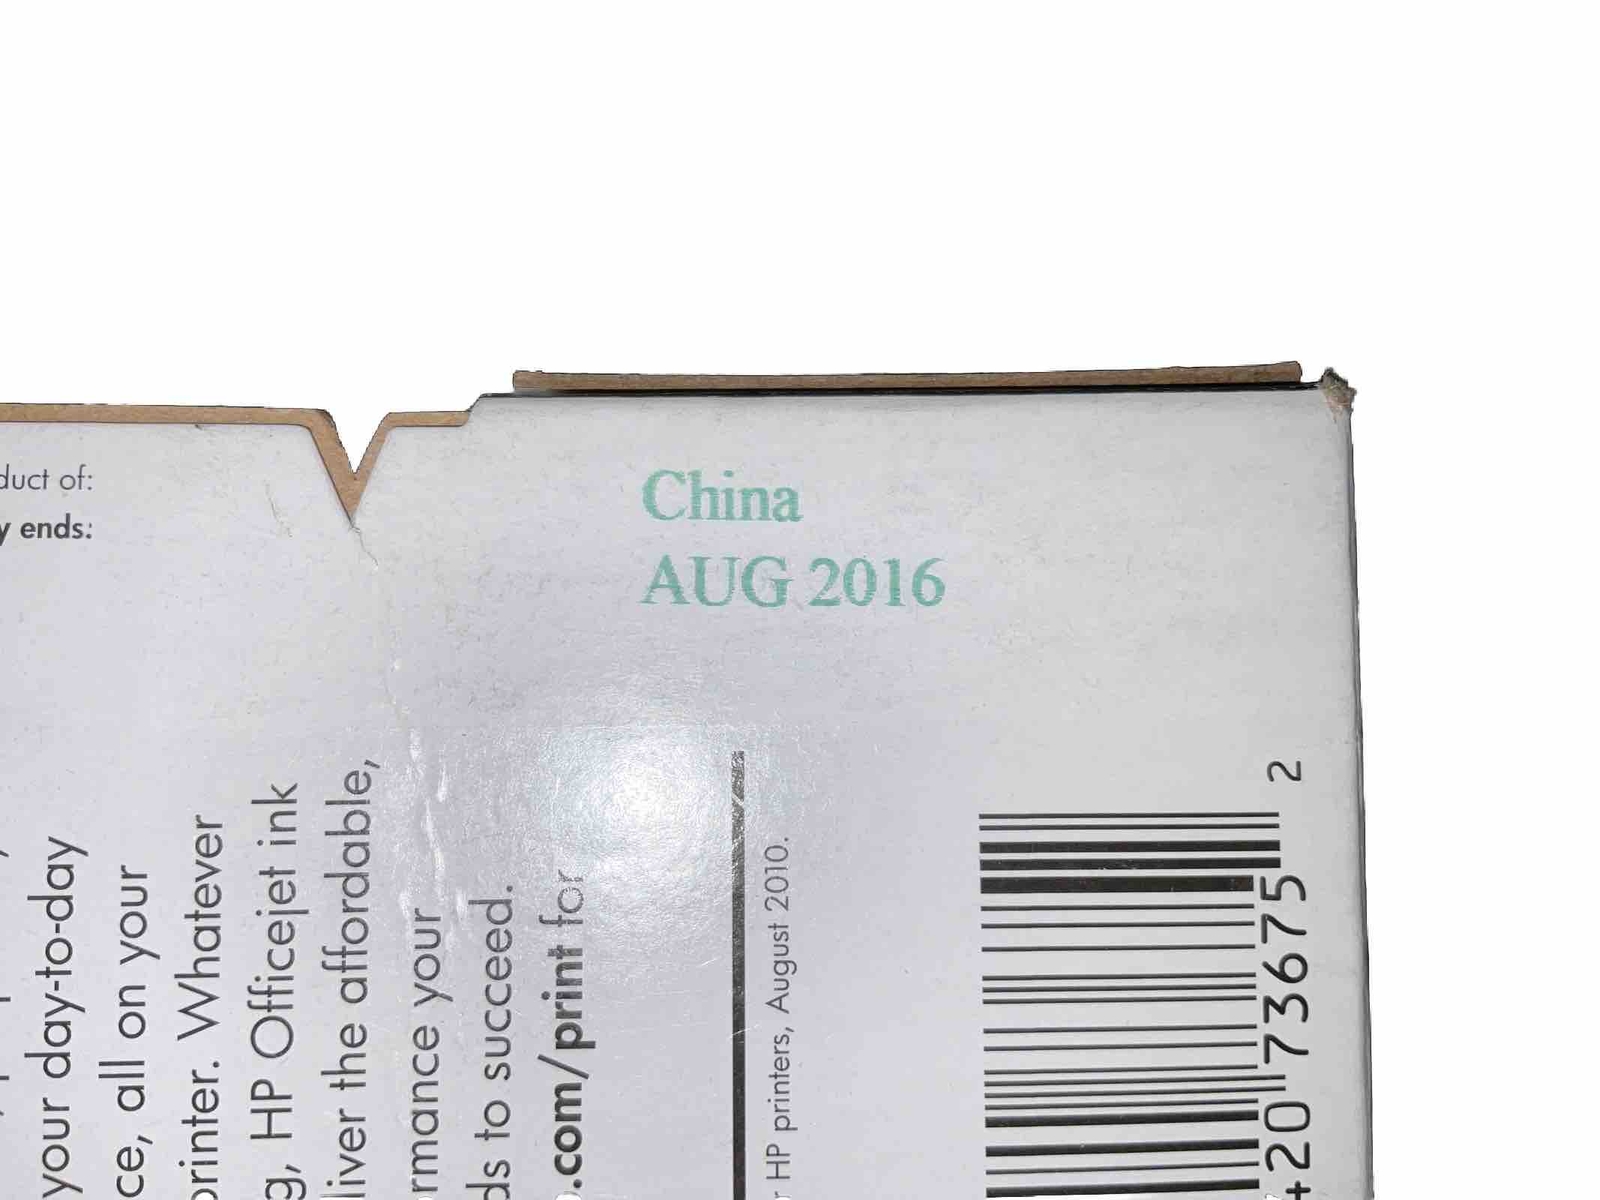 duct of:
y ends:
China
AUG 2016
your day-to-day
ce, all on your
printer. Whatever
g, HP Officejet ink
liver the affordable,
rmance your
ds to succeed.
.com/print for
r HP printers, August 2010.
20 73675 2